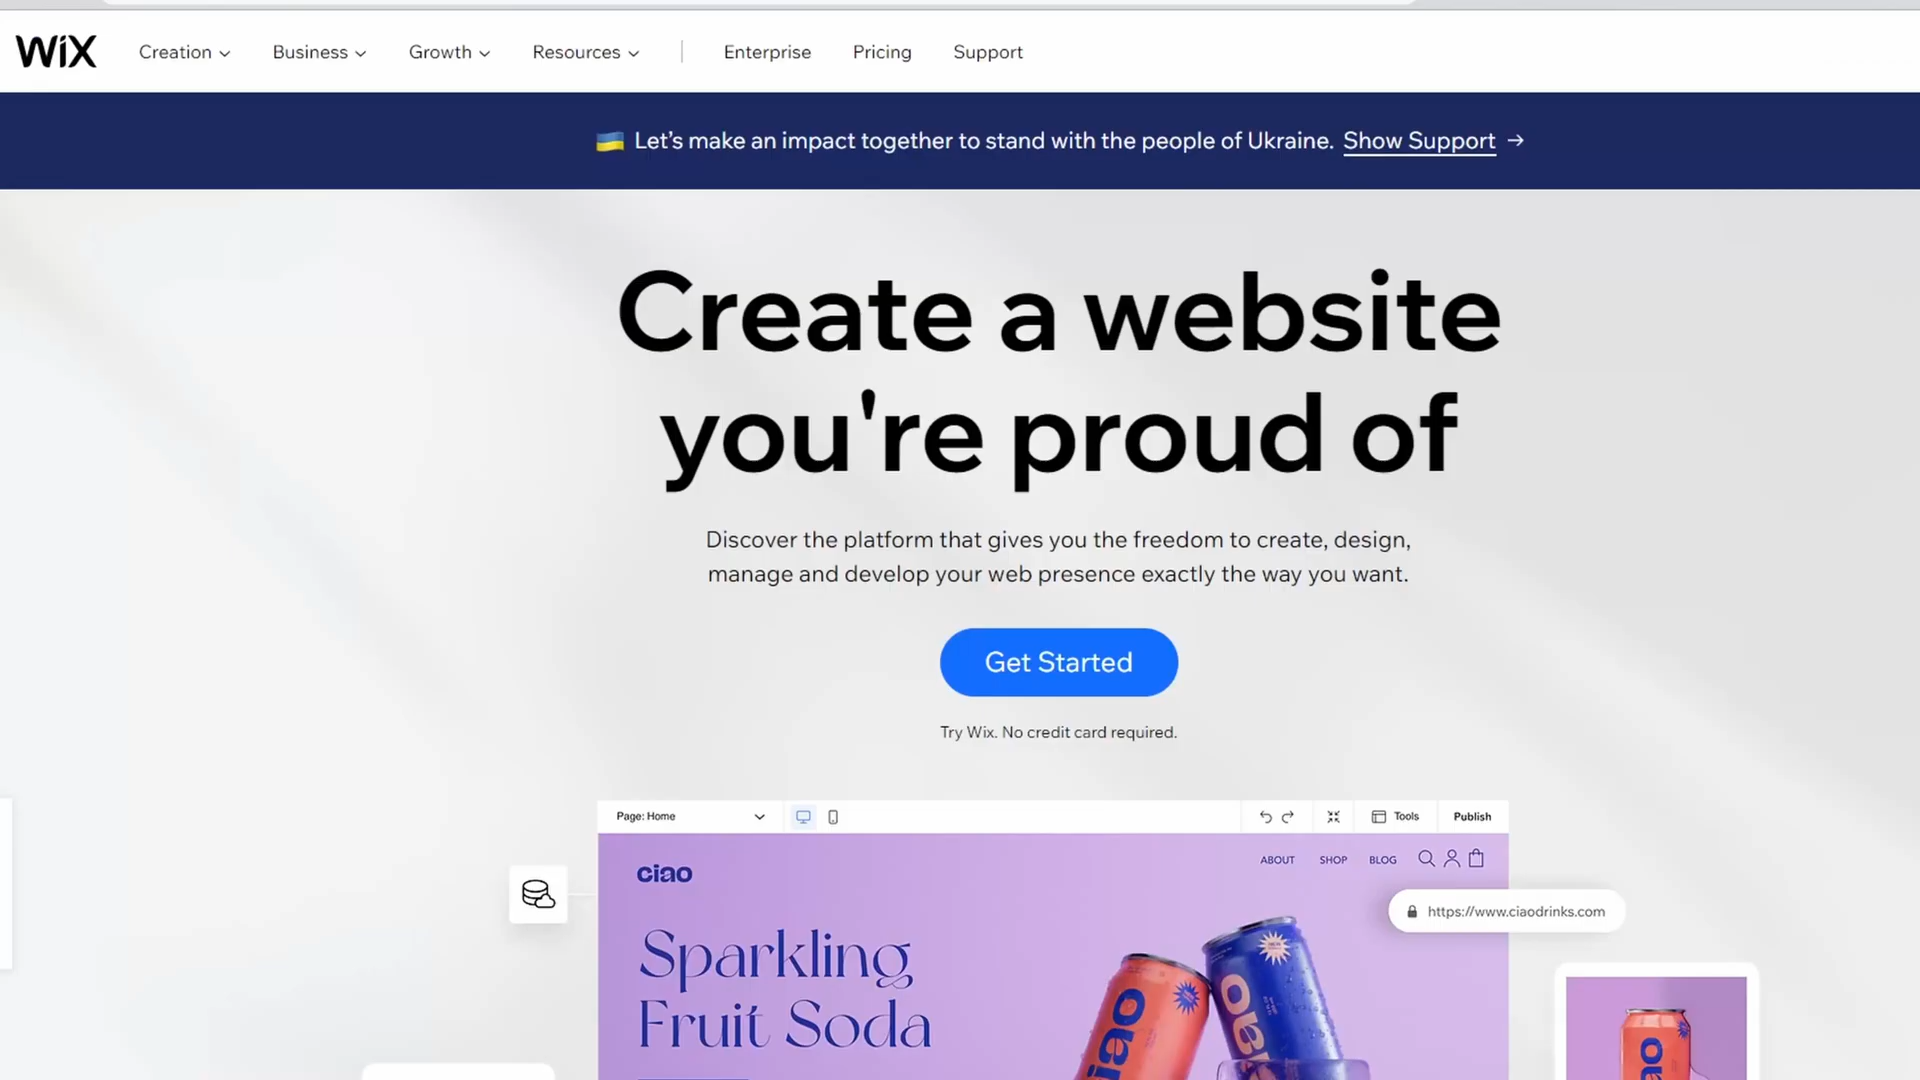 WiX
Creation
Business
Growth
Resources
Enterprise
Pricing
Support
Let's make an impact together to stand with the people of Ukraine. Show Support →
Create a website
you're proud of
Discover the platform that gives you the freedom to create, design,
manage and develop your web presence exactly the way you want.
Get Started
Try Wix. No credit card required.
Page: Home
Tools
Publish
ciao
ABOUT
SHOP
BLOG
https://www.ciaodrinks.com
Sparkling
Fruit Soda
ciao
ciao
ciao